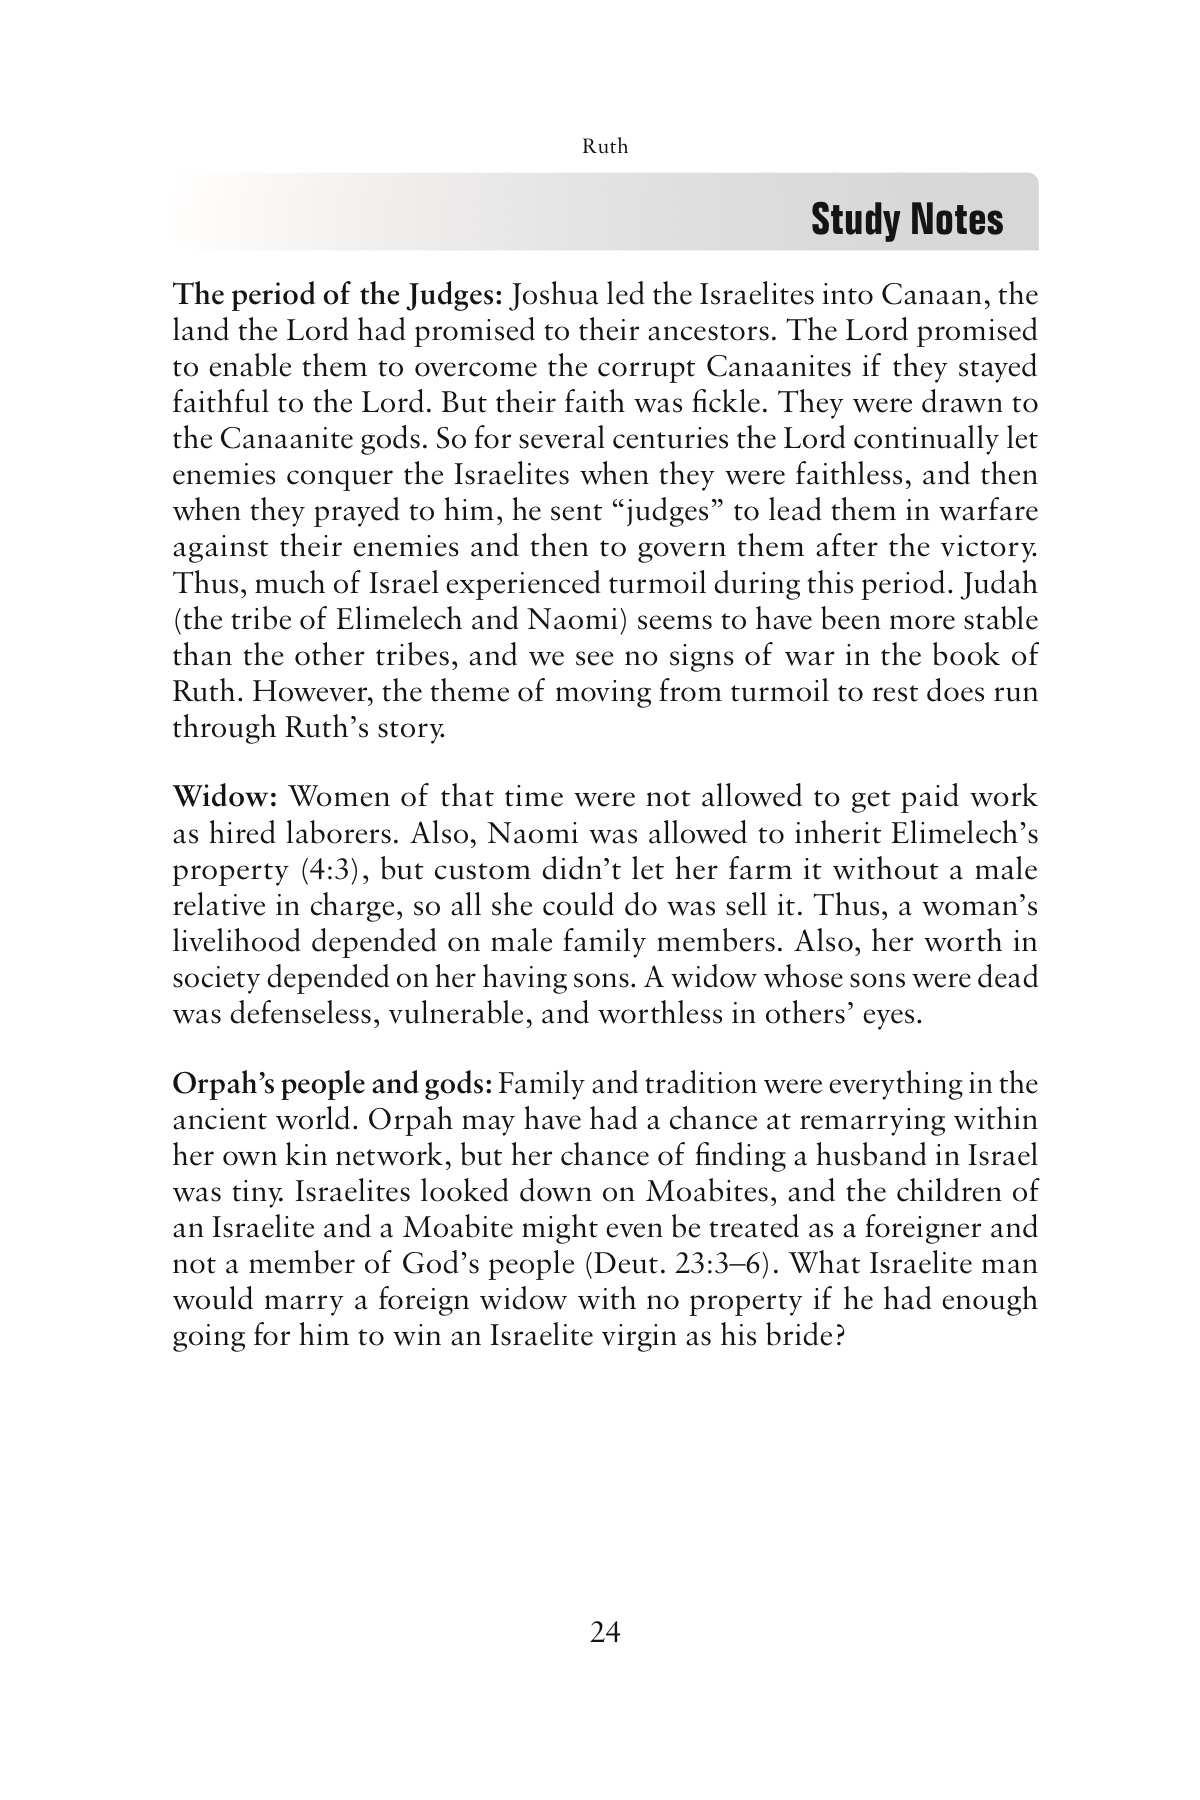 Ruth
Study Notes
The period of the Judges: Joshua led the Israelites into Canaan, the
land the Lord had promised to their ancestors. The Lord promised
to enable them to overcome the corrupt Canaanites if they stayed
faithful to the Lord. But their faith was fickle. They were drawn to
the Canaanite gods. So for several centuries the Lord continually let
enemies conquer the Israelites when they were faithless, and then
when they prayed to him, he sent “judges” to lead them in warfare
against their enemies and then to govern them after the victory.
Thus, much of Israel experienced turmoil during this period. Judah
(the tribe of Elimelech and Naomi) seems to have been more stable
than the other tribes, and we see no signs of war in the book of
Ruth. However, the theme of moving from turmoil to rest does run
through Ruth’s story.
Widow: Women of that time were not allowed to get paid work
as hired laborers. Also, Naomi was allowed to inherit Elimelech’s
property (4:3), but custom didn’t let her farm it without a male
relative in charge, so all she could do was sell it. Thus, a woman’s
livelihood depended on male family members. Also, her worth in
society depended on her having sons. A widow whose sons were dead
was defenseless, vulnerable, and worthless in others’ eyes.
Orpah’s people and gods: Family and tradition were everything in the
ancient world. Orpah may have had a chance at remarrying within
her own kin network, but her chance of finding a husband in Israel
was tiny. Israelites looked down on Moabites, and the children of
an Israelite and a Moabite might even be treated as a foreigner and
not a member of God’s people (Deut. 23:3–6). What Israelite man
would marry a foreign widow with no property if he had enough
going for him to win an Israelite virgin as his bride?
24